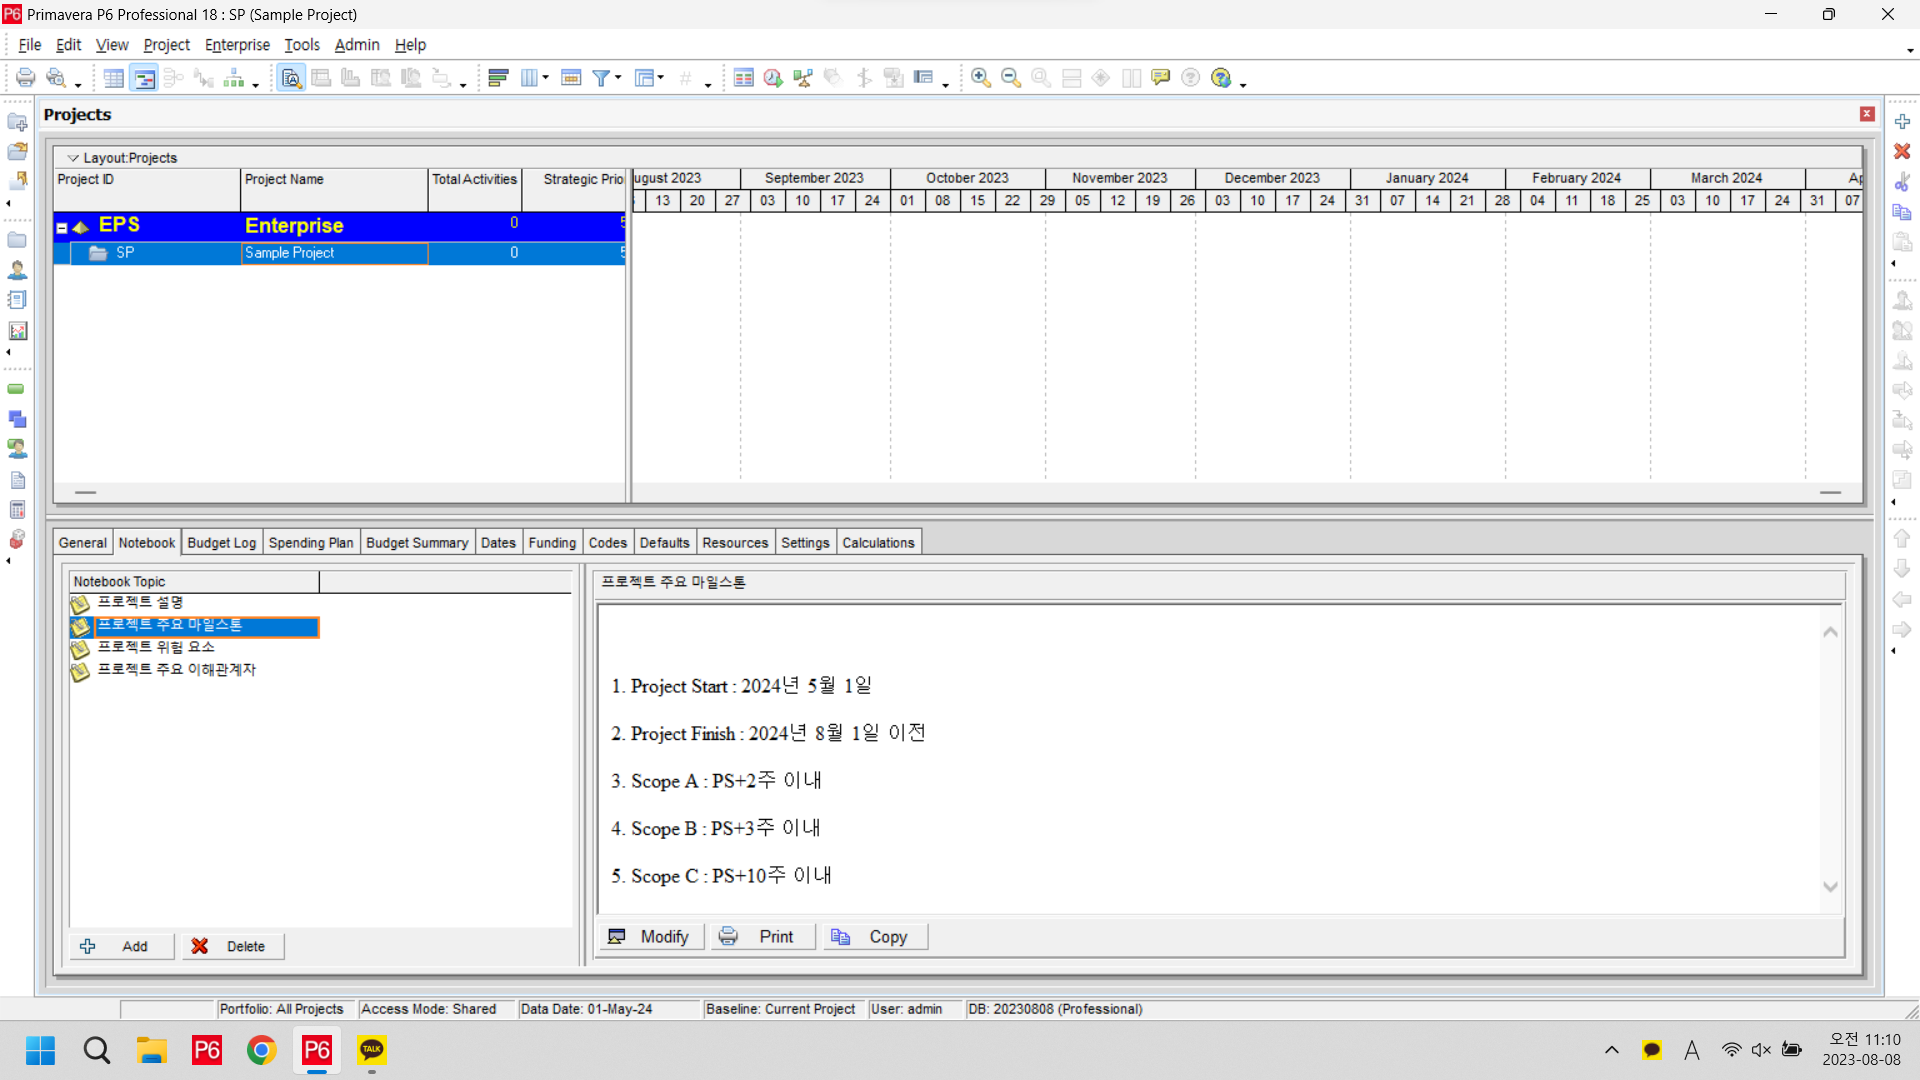 P6 Primavera P6 Professional 18 : SP (Sample Project)
File Edit View Project Enterprise Tools Admin Help
Projects
Layout:Projects
Project ID Project Name Total Activities Strategic Prio
ugust 2023 September 2023 October 2023 November 2023 December 2023 January 2024 February 2024 March 2024 Ap
13 20 27 03 10 17 24 01 08 15 22 29 05 12 19 26 03 10 17 24 31 07 14 21 28 04 11 18 25 03 10 17 24 31 07
EPS Enterprise 0 5
SP Sample Project 0 5
General Notebook Budget Log Spending Plan Budget Summary Dates Funding Codes Defaults Resources Settings Calculations
Notebook Topic
프로젝트 설명
프로젝트 주요 마일스톤
프로젝트 위험 요소
프로젝트 주요 이해관계자
Add Delete
프로젝트 주요 마일스톤
1. Project Start : 2024년 5월 1일
2. Project Finish : 2024년 8월 1일 이전
3. Scope A : PS+2주 이내
4. Scope B : PS+3주 이내
5. Scope C : PS+10주 이내
Modify Print Copy
Portfolio: All Projects Access Mode: Shared Data Date: 01-May-24 Baseline: Current Project User: admin DB: 20230808 (Professional)
P6 P6 TALK A 오전 11:10
2023-08-08